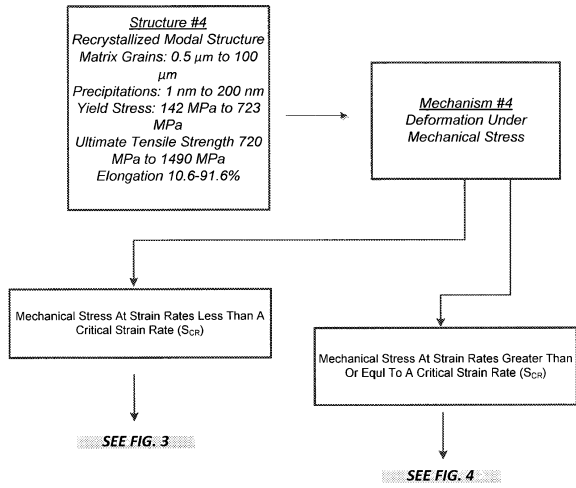 Structure #4
Recrystallized Modal Structure
Matrix Grains: 0.5 µm to 100
µm
Precipitations: 1 nm to 200 nm
Yield Stress: 142 MPa to 723
MPa
Ultimate Tensile Strength 720
MPa to 1490 MPa
Elongation 10.6-91.6%
Mechanism #4
Deformation Under
Mechanical Stress
Mechanical Stress At Strain Rates Less Than A
Critical Strain Rate (SCR)
Mechanical Stress At Strain Rates Greater Than
Or Equl To A Critical Strain Rate (SCR)
SEE FIG. 3
SEE FIG. 4